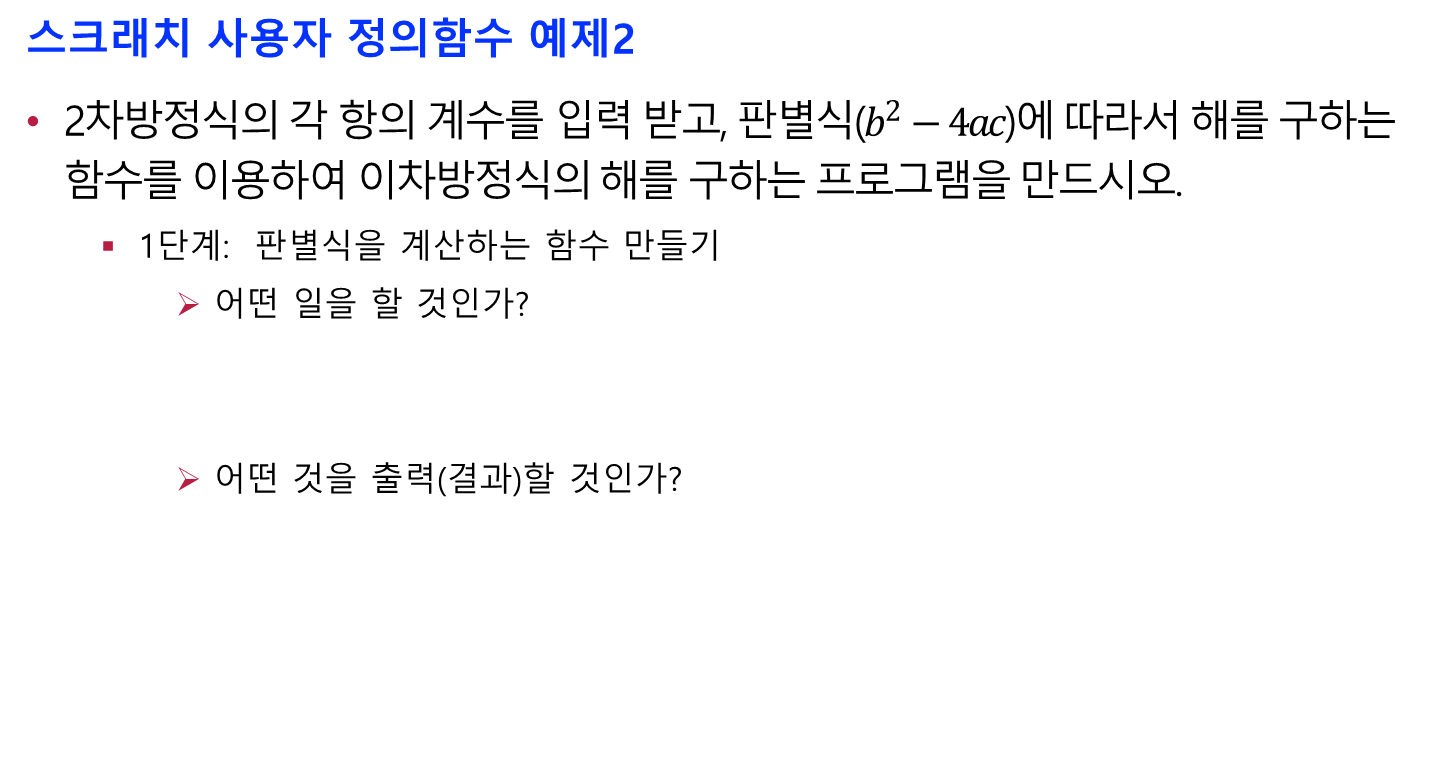 스크래치 사용자 정의함수 예제2
• 2차방정식의 각 항의 계수를 입력 받고, 판별식(b² − 4ac)에 따라서 해를 구하는
함수를 이용하여 이차방정식의 해를 구하는 프로그램을 만드시오.
▪ 1단계: 판별식을 계산하는 함수 만들기
➢ 어떤 일을 할 것인가?
➢ 어떤 것을 출력(결과)할 것인가?